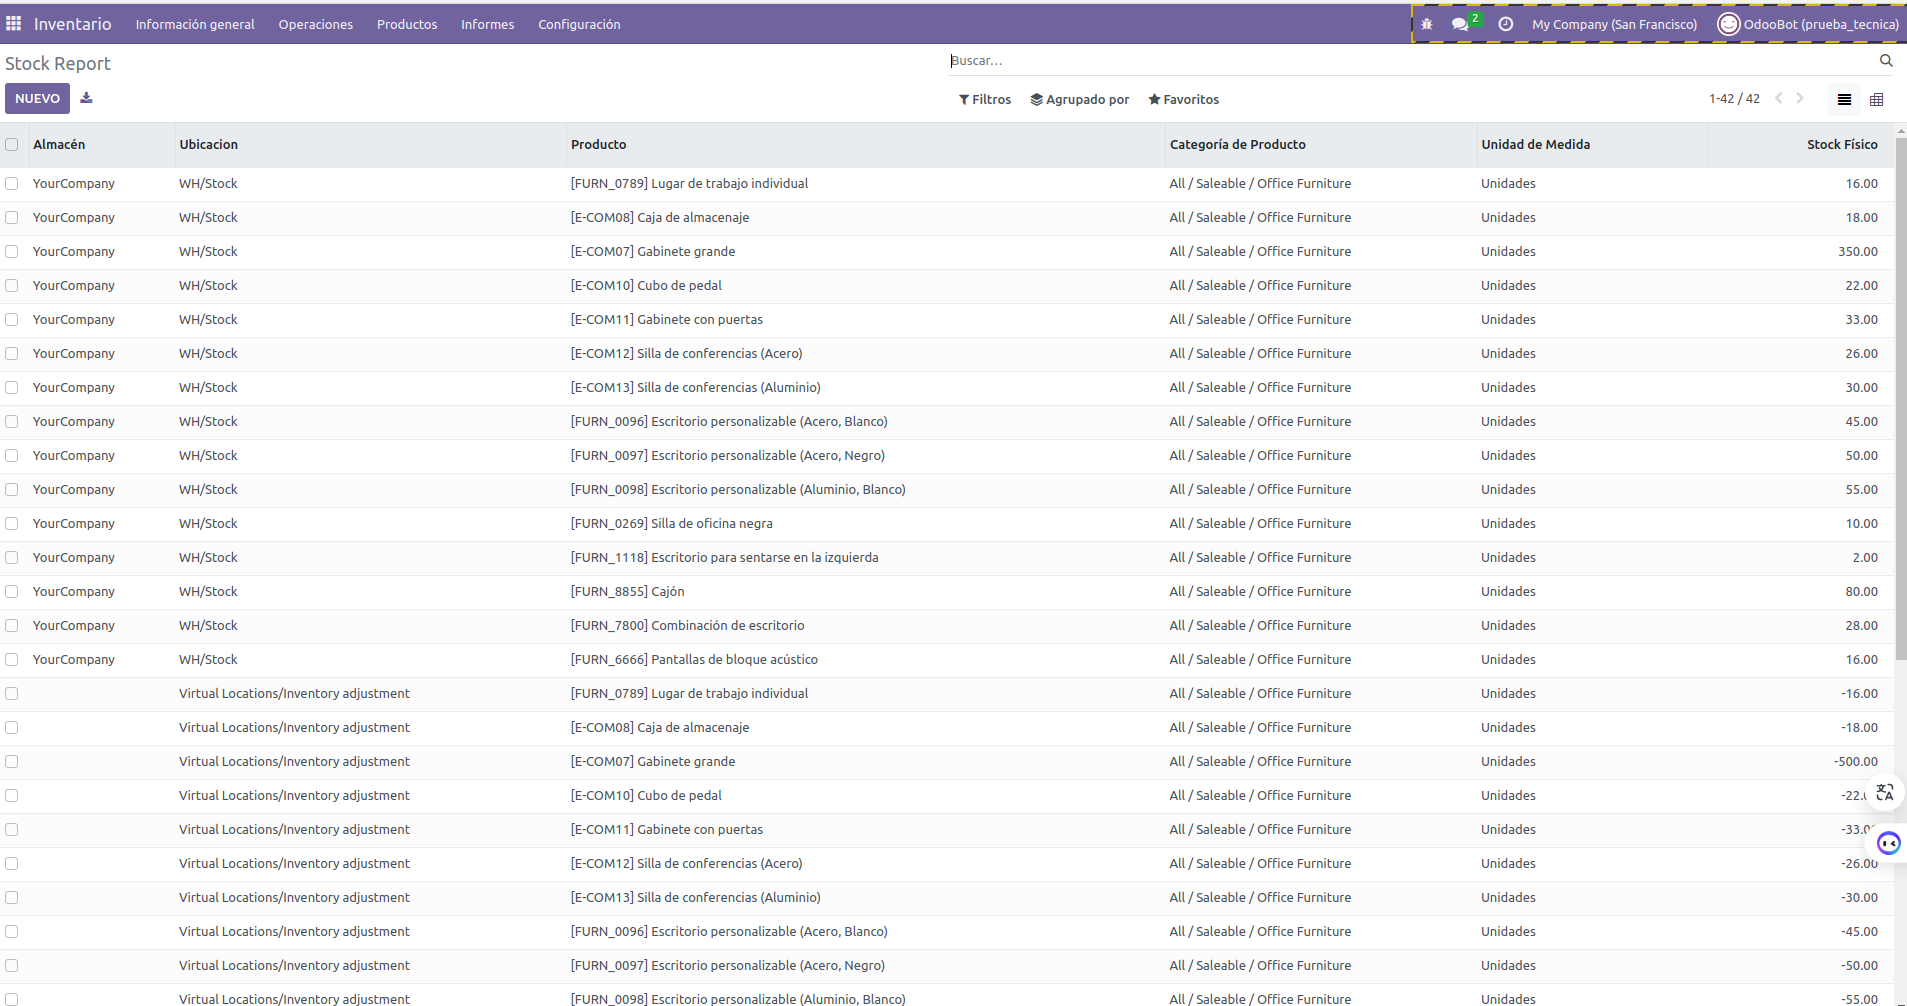 Inventario Información general Operaciones Productos Informes Configuración 2 My Company (San Francisco) OdooBot (prueba_tecnica)
Stock Report Buscar...
NUEVO Filtros Agrupado por Favoritos 1-42 / 42
Almacén Ubicacion Producto Categoría de Producto Unidad de Medida Stock Físico
YourCompany WH/Stock [FURN_0789] Lugar de trabajo individual All / Saleable / Office Furniture Unidades 16.00
YourCompany WH/Stock [E-COM08] Caja de almacenaje All / Saleable / Office Furniture Unidades 18.00
YourCompany WH/Stock [E-COM07] Gabinete grande All / Saleable / Office Furniture Unidades 350.00
YourCompany WH/Stock [E-COM10] Cubo de pedal All / Saleable / Office Furniture Unidades 22.00
YourCompany WH/Stock [E-COM11] Gabinete con puertas All / Saleable / Office Furniture Unidades 33.00
YourCompany WH/Stock [E-COM12] Silla de conferencias (Acero) All / Saleable / Office Furniture Unidades 26.00
YourCompany WH/Stock [E-COM13] Silla de conferencias (Aluminio) All / Saleable / Office Furniture Unidades 30.00
YourCompany WH/Stock [FURN_0096] Escritorio personalizable (Acero, Blanco) All / Saleable / Office Furniture Unidades 45.00
YourCompany WH/Stock [FURN_0097] Escritorio personalizable (Acero, Negro) All / Saleable / Office Furniture Unidades 50.00
YourCompany WH/Stock [FURN_0098] Escritorio personalizable (Aluminio, Blanco) All / Saleable / Office Furniture Unidades 55.00
YourCompany WH/Stock [FURN_0269] Silla de oficina negra All / Saleable / Office Furniture Unidades 10.00
YourCompany WH/Stock [FURN_1118] Escritorio para sentarse en la izquierda All / Saleable / Office Furniture Unidades 2.00
YourCompany WH/Stock [FURN_8855] Cajón All / Saleable / Office Furniture Unidades 80.00
YourCompany WH/Stock [FURN_7800] Combinación de escritorio All / Saleable / Office Furniture Unidades 28.00
YourCompany WH/Stock [FURN_6666] Pantallas de bloque acústico All / Saleable / Office Furniture Unidades 16.00
Virtual Locations/Inventory adjustment [FURN_0789] Lugar de trabajo individual All / Saleable / Office Furniture Unidades -16.00
Virtual Locations/Inventory adjustment [E-COM08] Caja de almacenaje All / Saleable / Office Furniture Unidades -18.00
Virtual Locations/Inventory adjustment [E-COM07] Gabinete grande All / Saleable / Office Furniture Unidades -500.00
Virtual Locations/Inventory adjustment [E-COM10] Cubo de pedal All / Saleable / Office Furniture Unidades
Virtual Locations/Inventory adjustment [E-COM11] Gabinete con puertas All / Saleable / Office Furniture Unidades -33.00
Virtual Locations/Inventory adjustment [E-COM12] Silla de conferencias (Acero) All / Saleable / Office Furniture Unidades -26.00
Virtual Locations/Inventory adjustment [E-COM13] Silla de conferencias (Aluminio) All / Saleable / Office Furniture Unidades -30.00
Virtual Locations/Inventory adjustment [FURN_0096] Escritorio personalizable (Acero, Blanco) All / Saleable / Office Furniture Unidades -45.00
Virtual Locations/Inventory adjustment [FURN_0097] Escritorio personalizable (Acero, Negro) All / Saleable / Office Furniture Unidades -50.00
Virtual Locations/Inventory adjustment [FURN_0098] Escritorio personalizable (Aluminio, Blanco) All / Saleable / Office Furniture Unidades -55.00